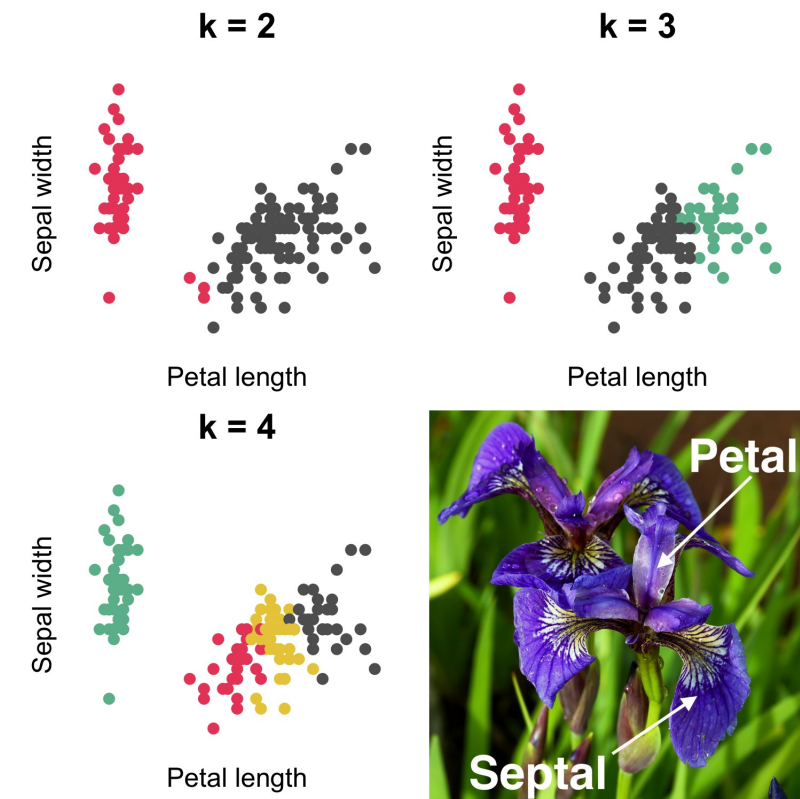 k = 2
Sepal width
Petal length
k = 3
Sepal width
Petal length
k = 4
Sepal width
Petal length
Petal
Septal